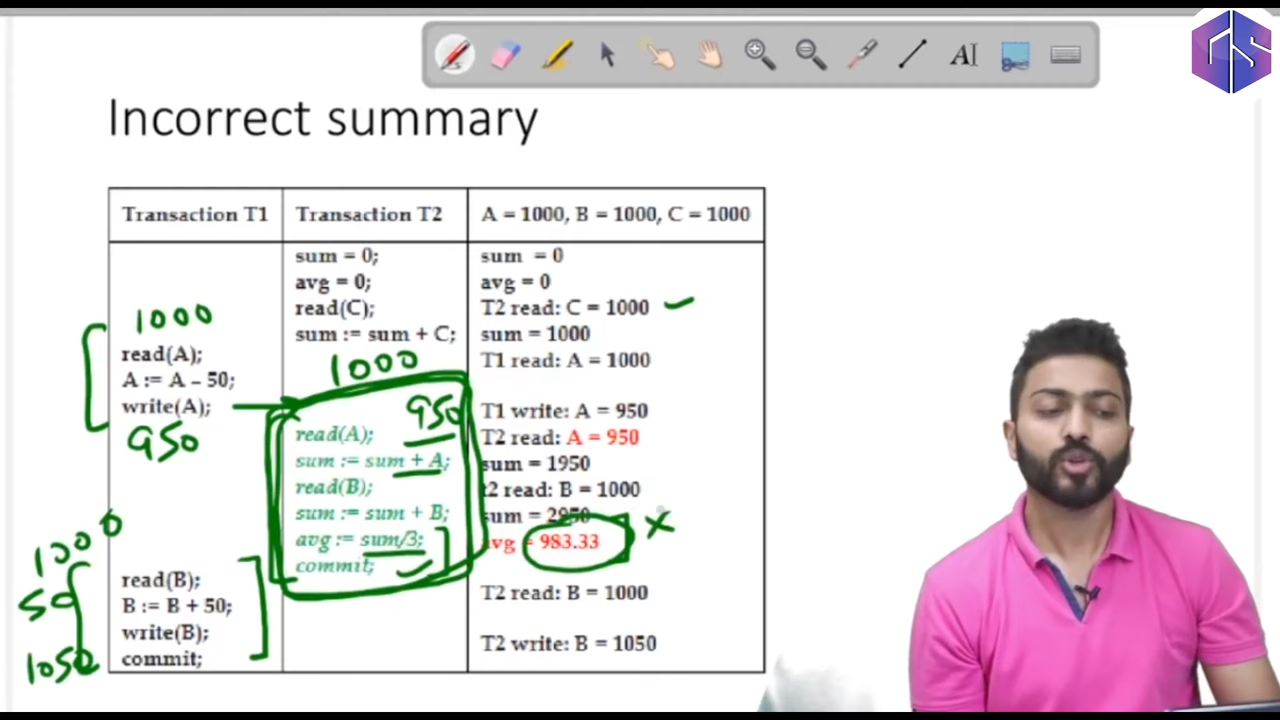 Incorrect summary
Transaction T1
Transaction T2
A = 1000, B = 1000, C = 1000
sum = 0;
sum = 0
avg = 0;
avg = 0
read(C);
T2 read: C = 1000
1000
sum := sum + C;
sum = 1000
read(A);
1000
T1 read: A = 1000
A := A – 50;
write(A);
950
T1 write: A = 950
950
read(A);
T2 read: A = 950
sum := sum + A;
sum = 1950
read(B);
t2 read: B = 1000
sum := sum + B;
sum = 2950
1000
avg := sum/3;
avg = 983.33
X
commit;
read(B);
T2 read: B = 1000
50
B := B + 50;
write(B);
T2 write: B = 1050
1050
commit;
AI